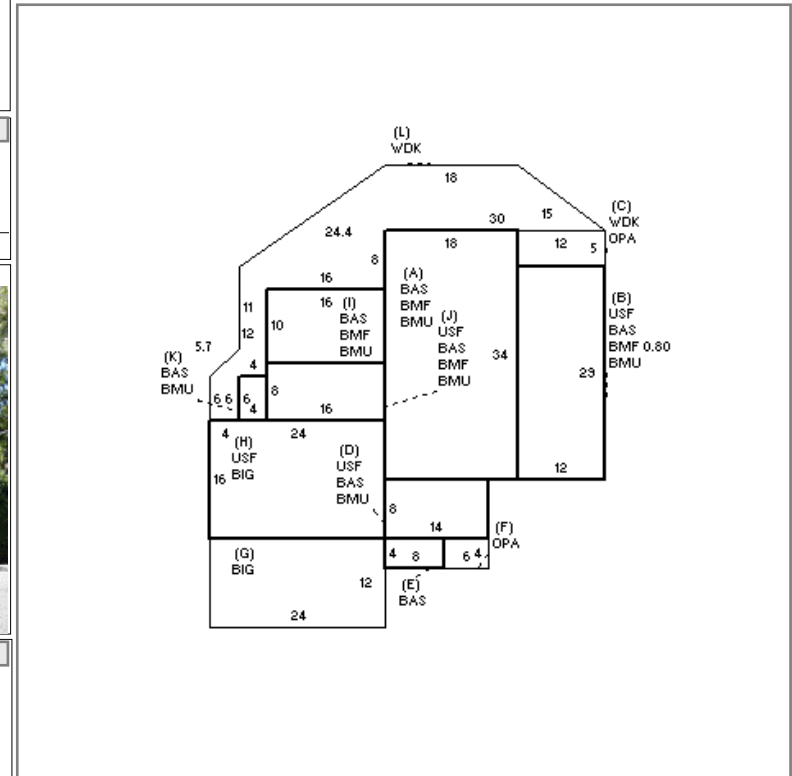 (L)
WDK
18
(C)
WDK
OPA
15
30
24.4
18
12
5
8
(A)
BAS
BMF
BMU
16
16
(I)
BAS
BMF
BMU
(B)
USF
BAS
BMF 0.80
BMU
11
10
(J)
USF
BAS
BMF
BMU
12
5.7
(K)
BAS
BMU
34
4
29
6
6
6
4
8
16
4
24
(H)
USF
BIG
16
(D)
USF
BAS
BMU
12
8
14
(F)
OPA
(G)
BIG
4
8
6
4
12
(E)
BAS
24